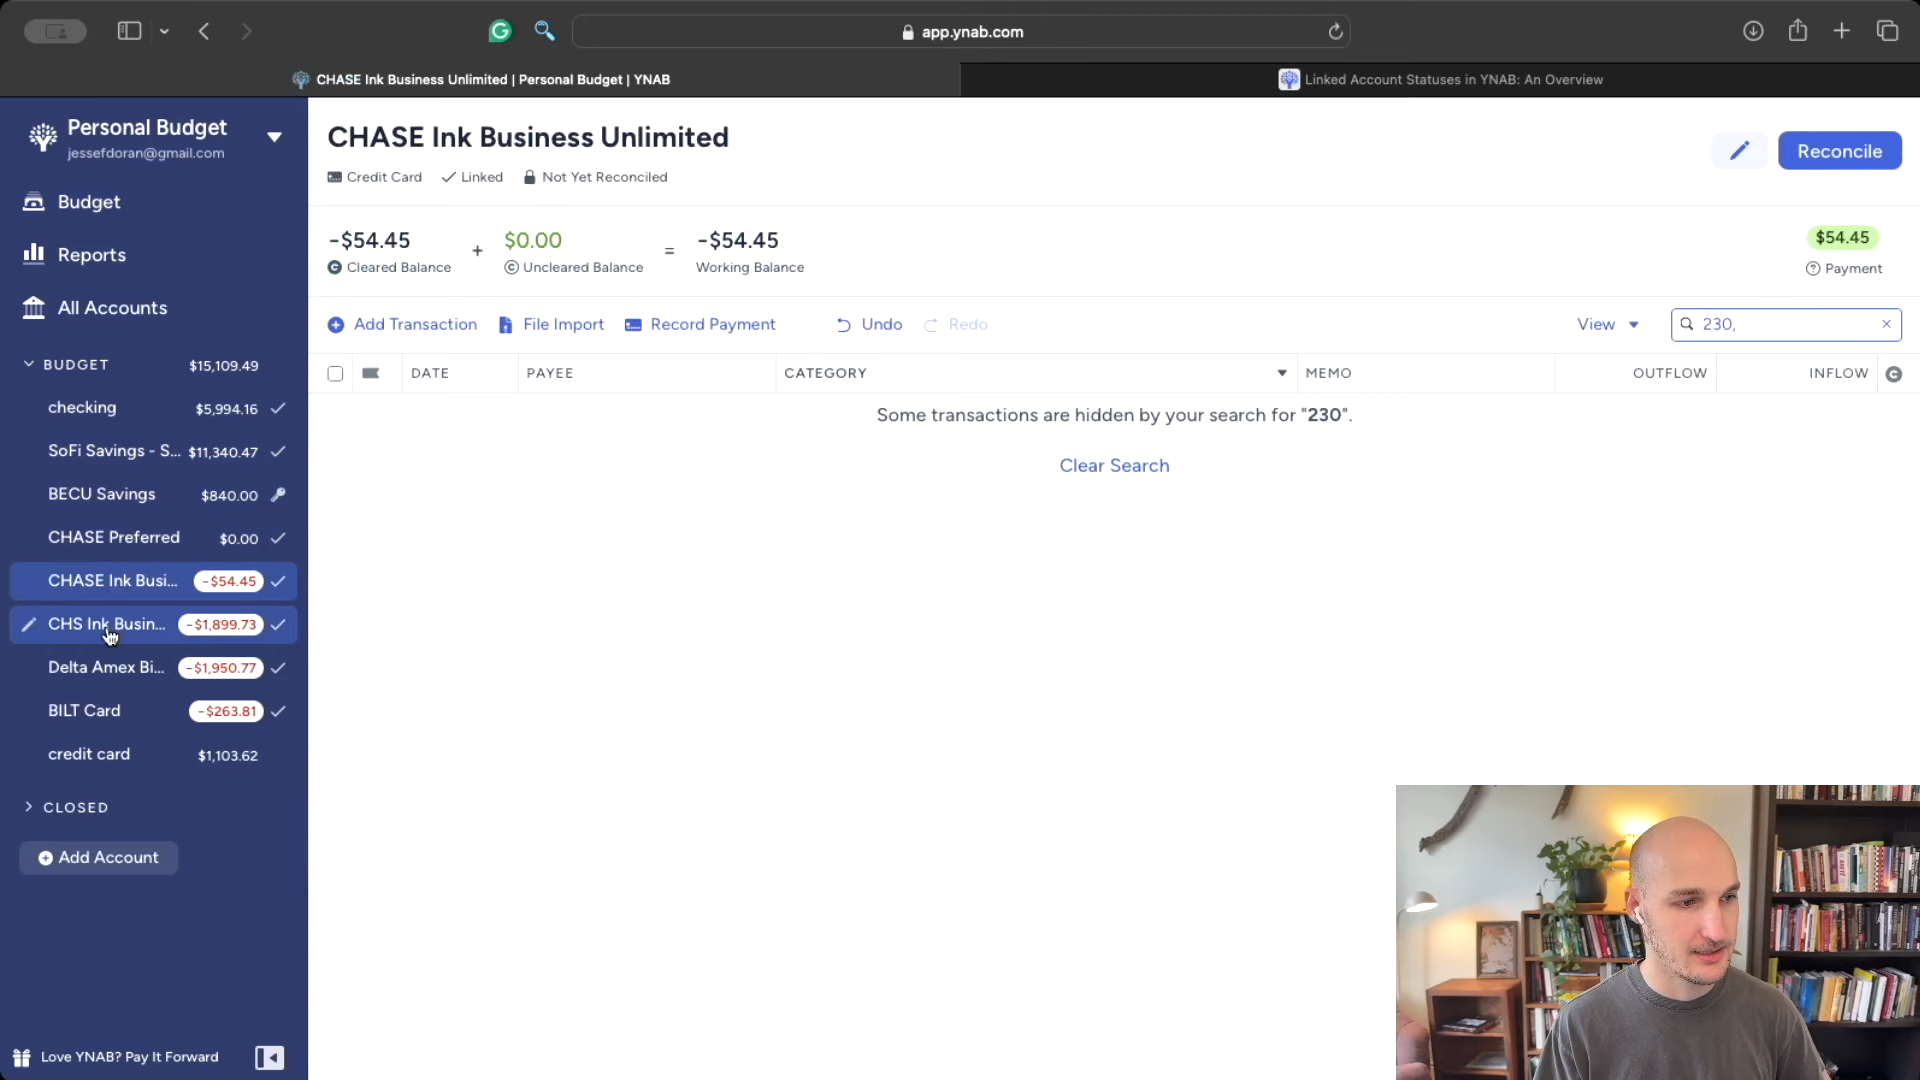 app.ynab.com
CHASE Ink Business Unlimited | Personal Budget | YNAB
Linked Account Statuses in YNAB: An Overview
Personal Budget
jessefdoran@gmail.com
Budget
Reports
All Accounts
BUDGET $15,109.49
checking $5,994.16
SoFi Savings - S... $11,340.47
BECU Savings $840.00
CHASE Preferred $0.00
CHASE Ink Busi... -$54.45
CHS Ink Busin... -$1,899.73
Delta Amex Bi... -$1,950.77
BILT Card -$263.81
credit card $1,103.62
CLOSED
Add Account
Love YNAB? Pay It Forward
CHASE Ink Business Unlimited
Credit Card Linked Not Yet Reconciled
Reconcile
-$54.45 + $0.00 = -$54.45
Cleared Balance Uncleared Balance Working Balance
$54.45
Payment
Add Transaction File Import Record Payment Undo Redo
View 230,
DATE PAYEE CATEGORY MEMO OUTFLOW INFLOW
Some transactions are hidden by your search for "230".
Clear Search